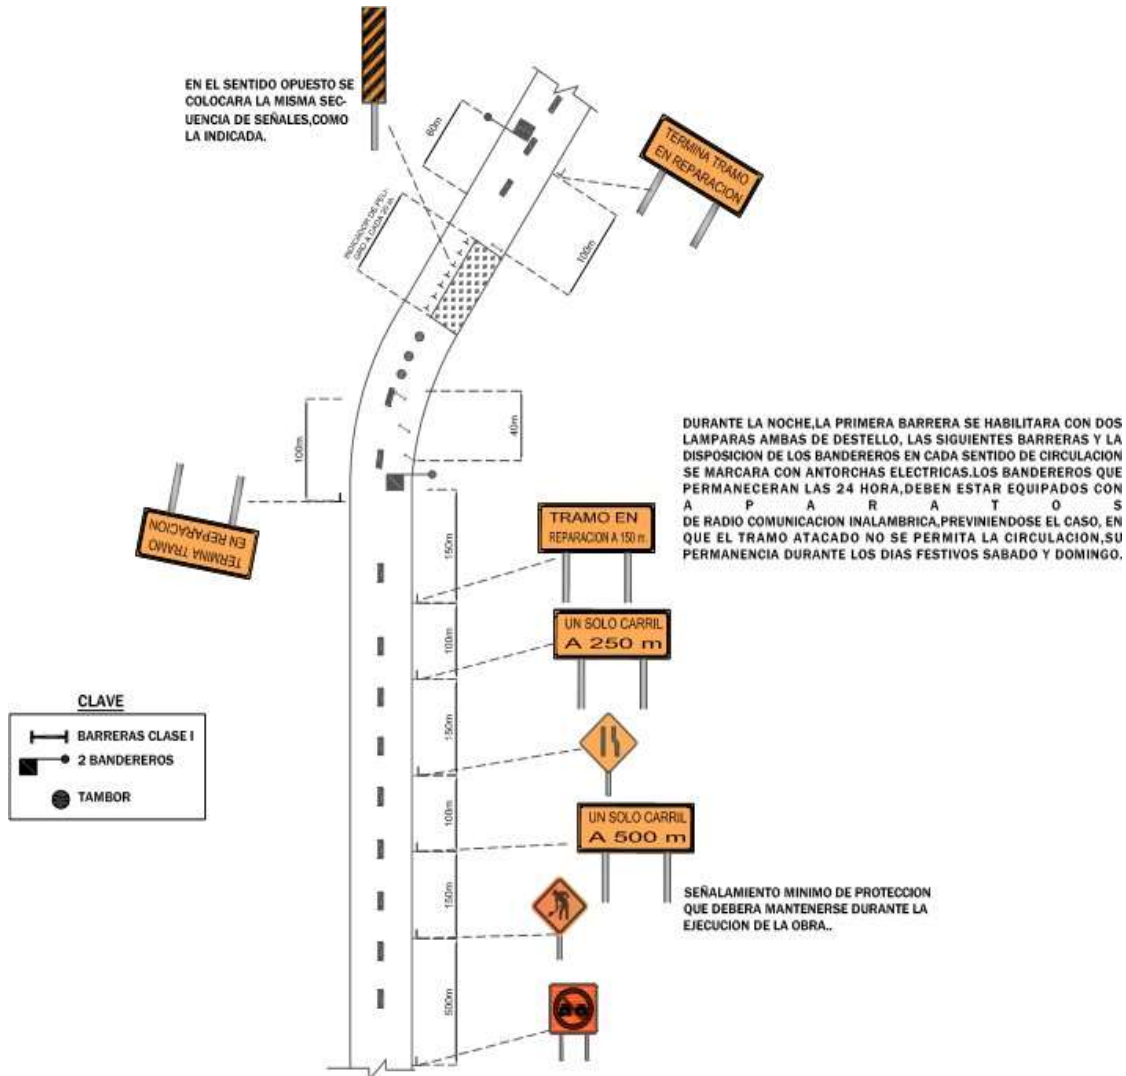 EN EL SENTIDO OPUESTO SE
COLOCARA LA MISMA SEC-
UENCIA DE SEÑALES,COMO
LA INDICADA.
60m
TERMINA TRAMO
EN REPARACION
INDICADOR DE PELI-
GRO A CADA 20 m
100m
100m
40m
DURANTE LA NOCHE,LA PRIMERA BARRERA SE HABILITARA CON DOS
LAMPARAS AMBAS DE DESTELLO, LAS SIGUIENTES BARRERAS Y LA
DISPOSICION DE LOS BANDEREROS EN CADA SENTIDO DE CIRCULACION
SE MARCARA CON ANTORCHAS ELECTRICAS.LOS BANDEREROS QUE
PERMANECERAN LAS 24 HORA,DEBEN ESTAR EQUIPADOS CON
A P A R A T O S
DE RADIO COMUNICACION INALAMBRICA,PREVINIENDOSE EL CASO, EN
QUE EL TRAMO ATACADO NO SE PERMITA LA CIRCULACION,SU
PERMANENCIA DURANTE LOS DIAS FESTIVOS SABADO Y DOMINGO.
TERMINA TRAMO
EN REPARACION
150m
TRAMO EN
REPARACION A 150 m.
100m
UN SOLO CARRIL
A 250 m
150m
100m
UN SOLO CARRIL
A 500 m
150m
500m
CLAVE
BARRERAS CLASE I
2 BANDEREROS
TAMBOR
SEÑALAMIENTO MINIMO DE PROTECCION
QUE DEBERA MANTENERSE DURANTE LA
EJECUCION DE LA OBRA..